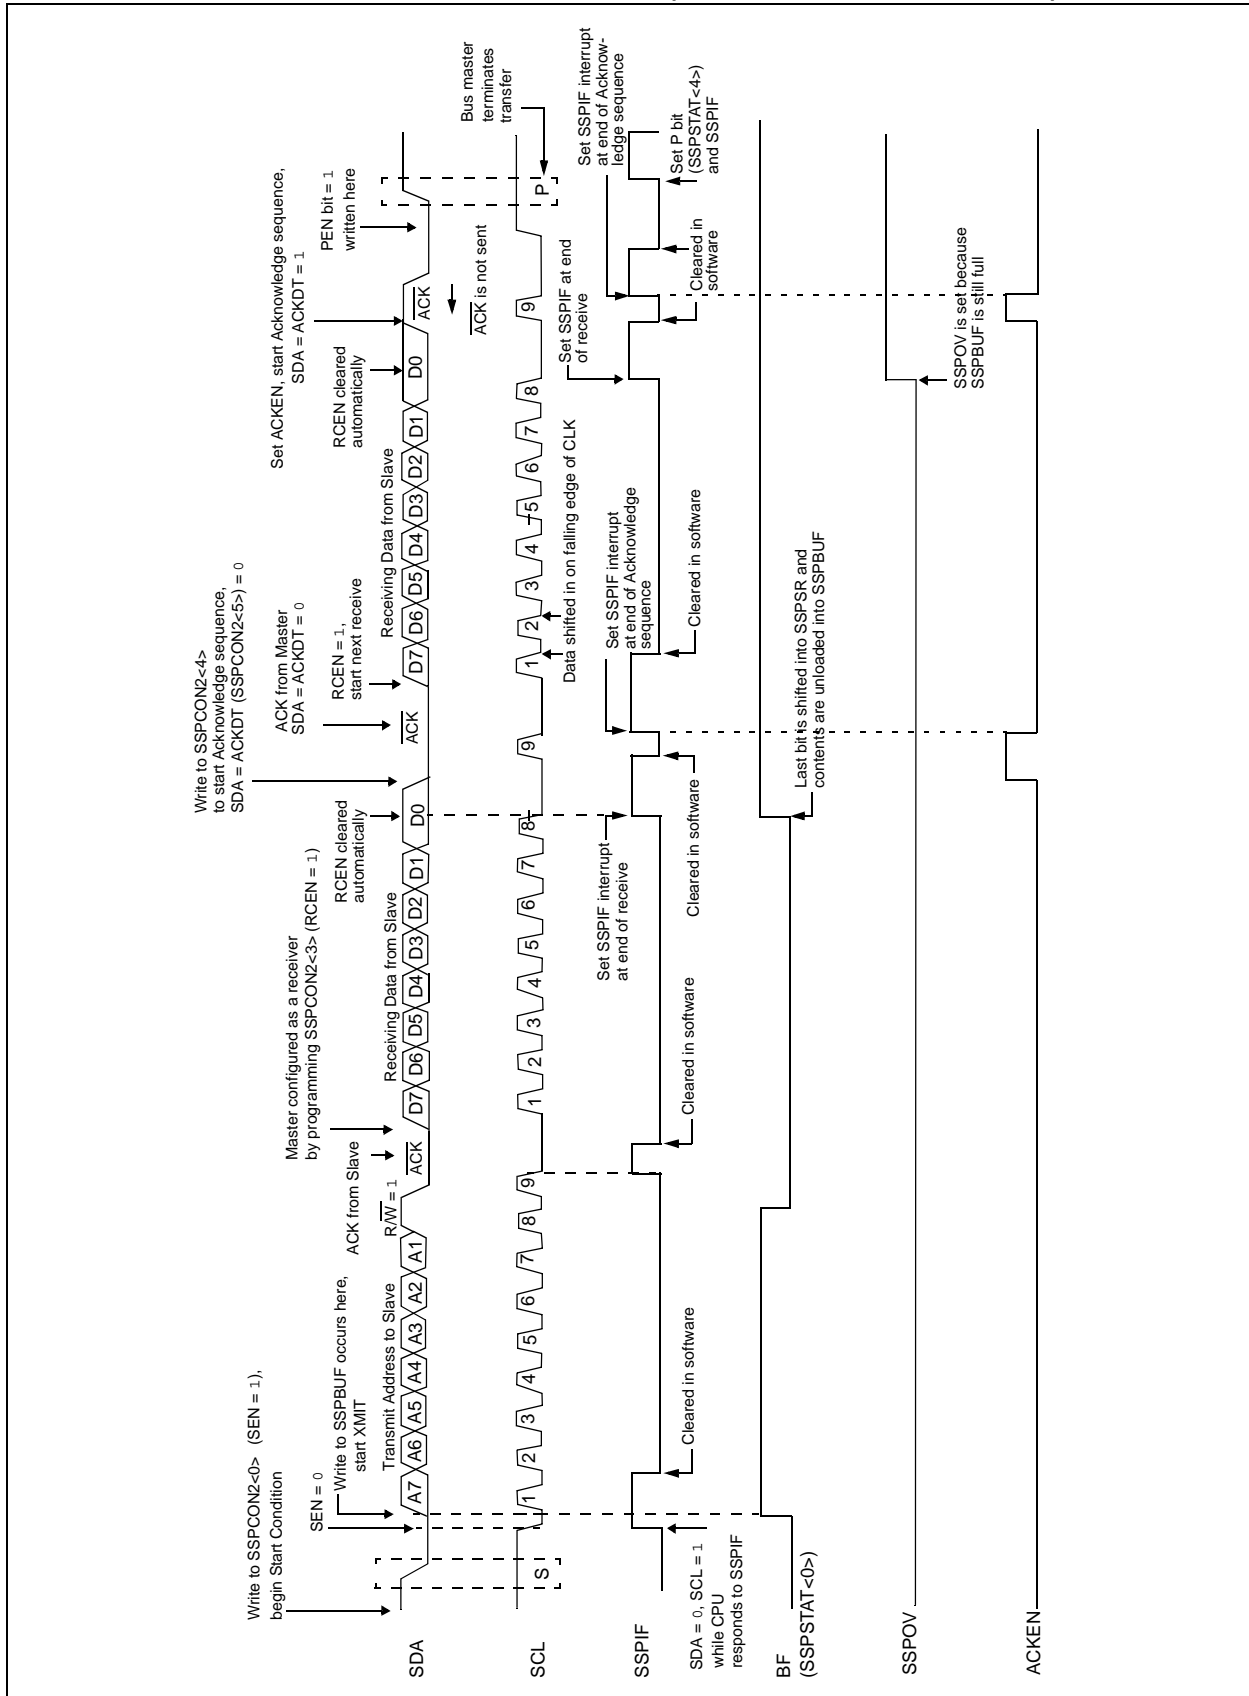 Write to SSPCON2<0> (SEN = 1),
begin Start Condition
SEN = 0
Write to SSPBUF occurs here,
start XMIT
Transmit Address to Slave
R/W = 1
ACK from Slave
Master configured as a receiver
by programming SSPCON2<3> (RCEN = 1)
Receiving Data from Slave
RCEN cleared
automatically
Write to SSPCON2<4>
to start Acknowledge sequence,
SDA = ACKDT (SSPCON2<5>) = 0
ACK from Master
SDA = ACKDT = 0
RCEN = 1,
start next receive
Receiving Data from Slave
RCEN cleared
automatically
Set ACKEN, start Acknowledge sequence,
SDA = ACKDT = 1
PEN bit = 1
written here
SDA
A7 A6 A5 A4 A3 A2 A1
ACK
D7 D6 D5 D4 D3 D2 D1 D0
ACK
D7 D6 D5 D4 D3 D2 D1 D0
ACK
ACK is not sent
Bus master
terminates
transfer
SCL
S
1 2 3 4 5 6 7 8 9
1 2 3 4 5 6 7 8 9
1 2 3 4 5 6 7 8 9
P
Data shifted in on falling edge of CLK
Set SSPIF at end
of receive
Set SSPIF interrupt
at end of Acknow-
ledge sequence
Set SSPIF interrupt
at end of receive
Set SSPIF interrupt
at end of Acknowledge
sequence
SSPIF
SDA = 0, SCL = 1
while CPU
responds to SSPIF
Cleared in software
Cleared in software
Cleared in software
Cleared in software
Cleared in
software
Set P bit
(SSPSTAT<4>)
and SSPIF
BF
(SSPSTAT<0>)
Last bit is shifted into SSPSR and
contents are unloaded into SSPBUF
SSPOV
SSPOV is set because
SSPBUF is still full
ACKEN